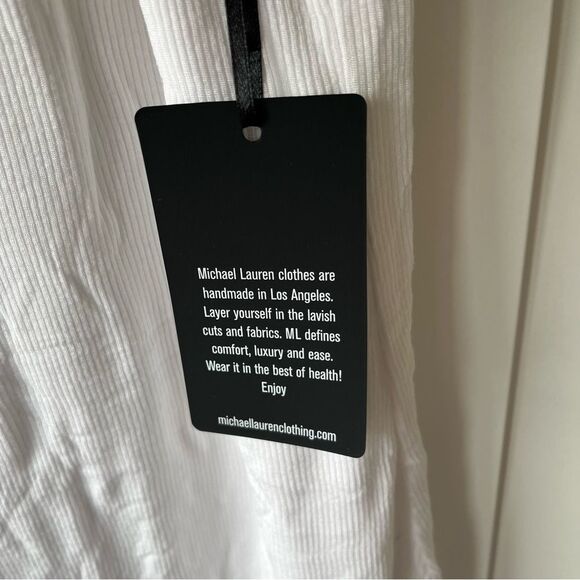 Michael Lauren clothes are
handmade in Los Angeles.
Layer yourself in the lavish
cuts and fabrics. ML defines
comfort, luxury and ease.
Wear it in the best of health!
Enjoy
michaellaurenclothing.com